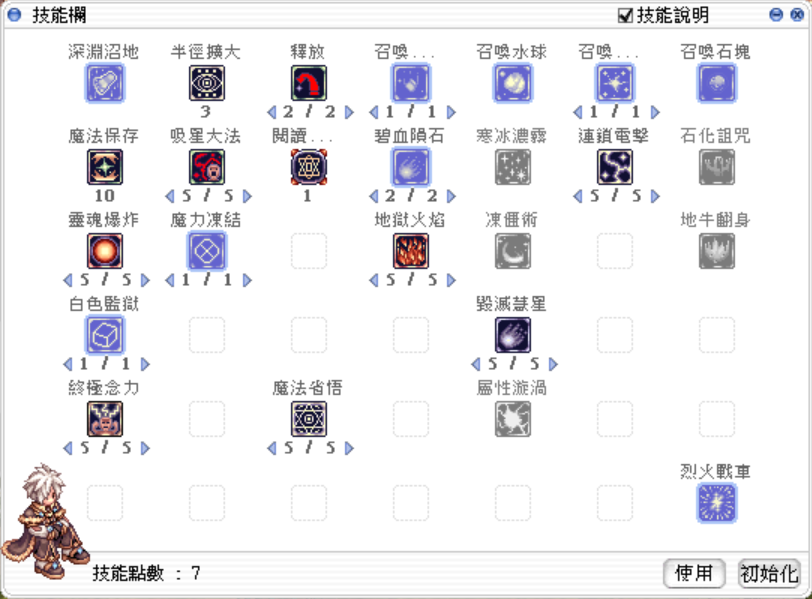 技能欄 技能說明
深淵沼地 半徑擴大 釋放 召喚... 召喚水球 召喚... 召喚石塊
3 2 / 2 1 / 1 1 / 1
魔法保存 吸星大法 閱讀... 碧血隕石 寒冰濃霧 連鎖電擊 石化詛咒
10 5 / 5 1 2 / 2 5 / 5
靈魂爆炸 魔力凍結 地獄火焰 凍僵術 地牛翻身
5 / 5 1 / 1 5 / 5
白色監獄 毀滅彗星
1 / 1 5 / 5
終極念力 魔法省悟 屬性漩渦
5 / 5 5 / 5
烈火戰車
技能點數 : 7 使用 初始化